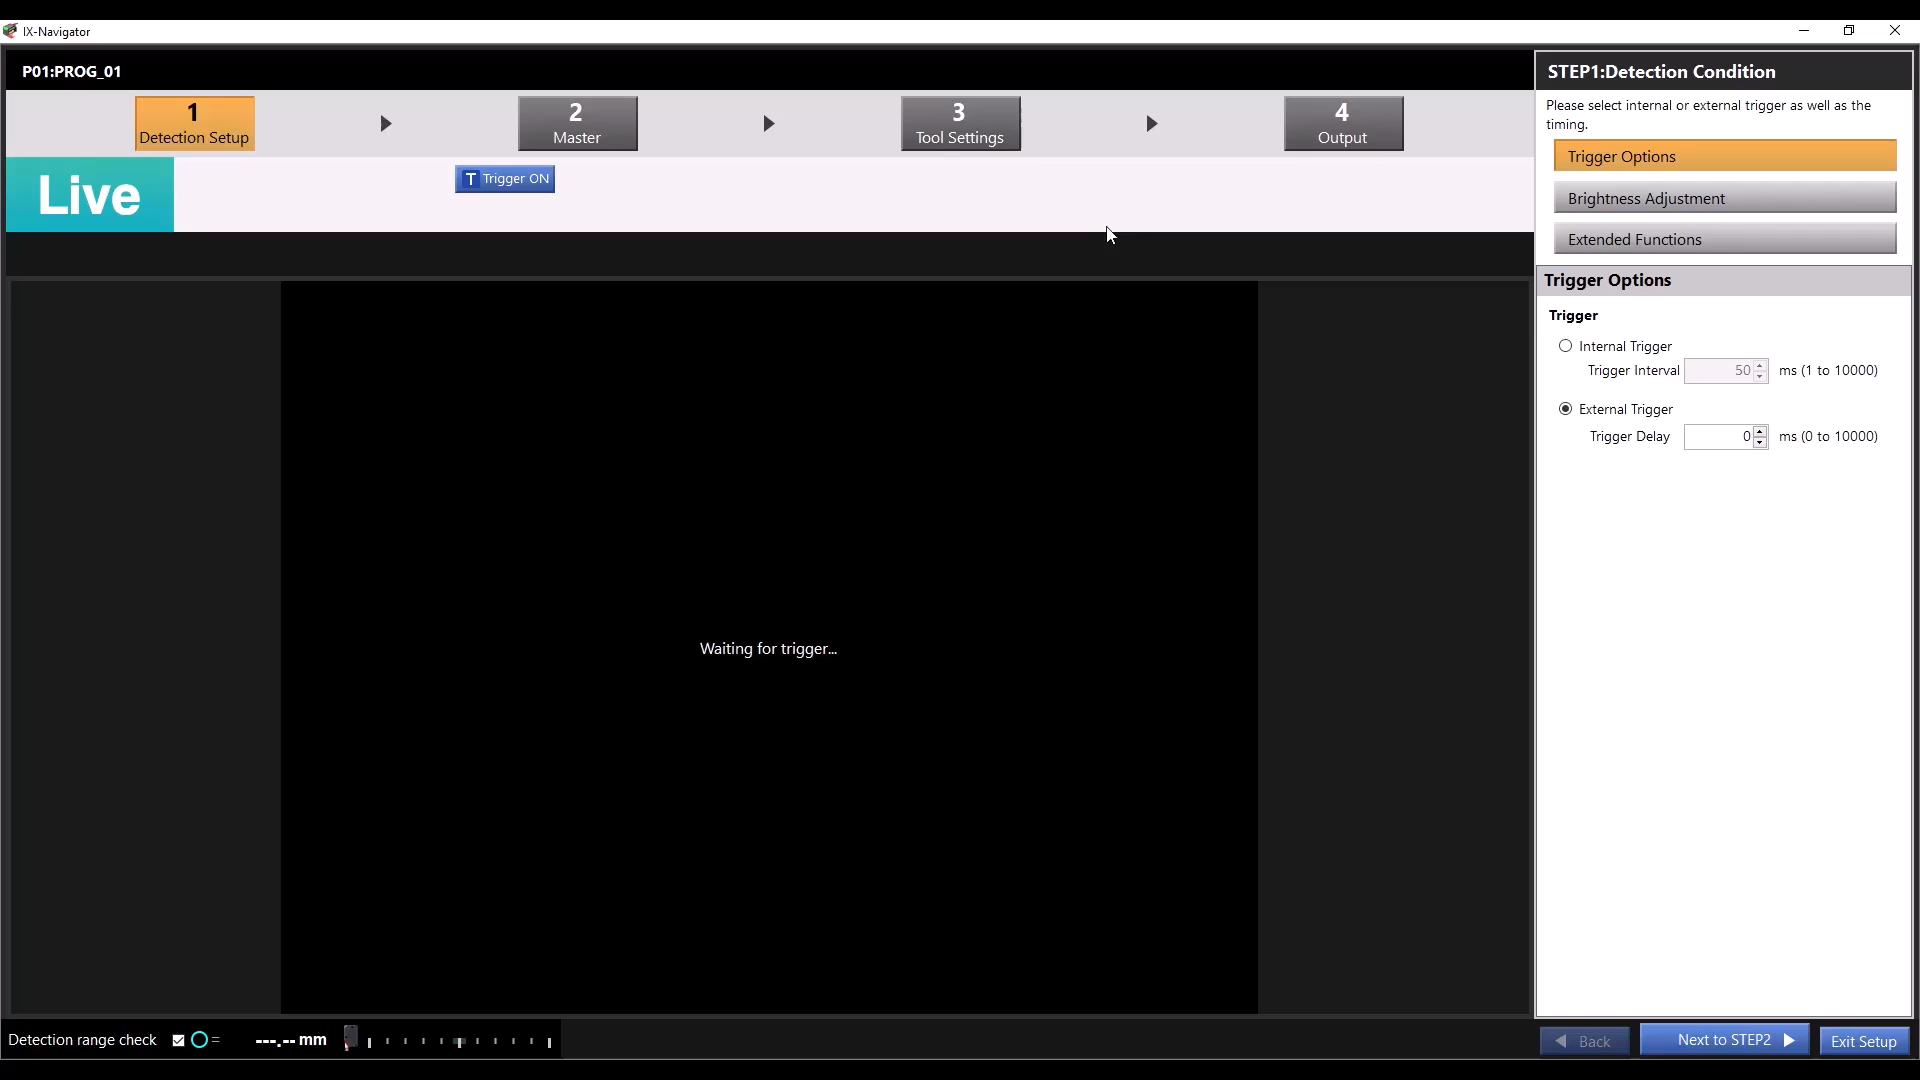 IX-Navigator
P01:PROG_01
1
Detection Setup
2
Master
3
Tool Settings
4
Output
Live
T Trigger ON
Waiting for trigger...
STEP1:Detection Condition
Please select internal or external trigger as well as the
timing.
Trigger Options
Brightness Adjustment
Extended Functions
Trigger Options
Trigger
Internal Trigger
Trigger Interval 50 ms (1 to 10000)
External Trigger
Trigger Delay 0 ms (0 to 10000)
Detection range check = ---.-- mm
Back
Next to STEP2
Exit Setup